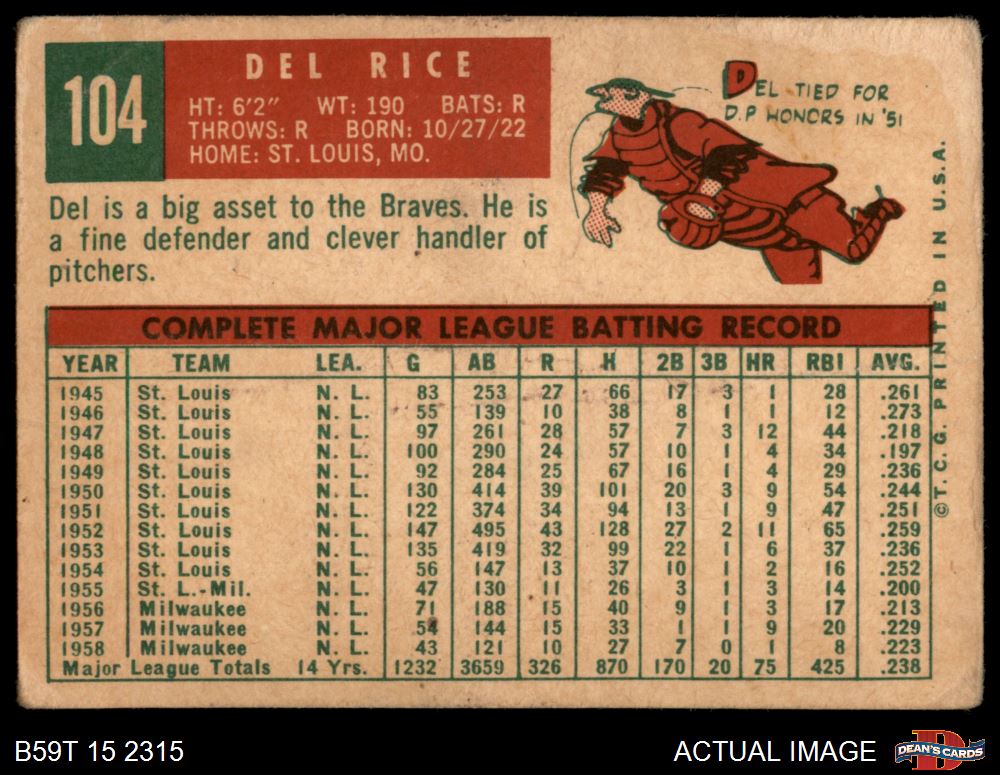 104
DEL RICE
HT: 6'2" WT: 190 BATS: R
THROWS: R BORN: 10/27/22
HOME: ST. LOUIS, MO.
DEL TIED FOR
D.P HONORS IN '51
Del is a big asset to the Braves. He is
a fine defender and clever handler of
pitchers.
COMPLETE MAJOR LEAGUE BATTING RECORD
YEAR TEAM LEA. G AB R H 2B 3B HR RBI AVG.
1945 St. Louis N. L. 83 253 27 66 17 3 1 28 .261
1946 St. Louis N. L. 55 139 10 38 8 1 1 12 .273
1947 St. Louis N. L. 97 261 28 57 7 3 12 44 .218
1948 St. Louis N. L. 100 290 24 57 10 1 4 34 .197
1949 St. Louis N. L. 92 284 25 67 16 1 4 29 .236
1950 St. Louis N. L. 130 414 39 101 20 3 9 54 .244
1951 St. Louis N. L. 122 374 34 94 13 1 9 47 .251
1952 St. Louis N. L. 147 495 43 128 27 2 11 65 .259
1953 St. Louis N. L. 135 419 32 99 22 1 6 37 .236
1954 St. Louis N. L. 56 147 13 37 10 1 2 16 .252
1955 St. L.-Mil. N. L. 47 130 11 26 3 1 3 14 .200
1956 Milwaukee N. L. 71 188 15 40 9 1 3 17 .213
1957 Milwaukee N. L. 54 144 15 33 1 1 9 20 .229
1958 Milwaukee N. L. 43 121 10 27 7 0 1 8 .223
Major League Totals 14 Yrs. 1232 3659 326 870 170 20 75 425 .238
©T. C. G. PRINTED IN U.S.A.
B59T 15 2315
ACTUAL IMAGE
DEAN'S CARDS